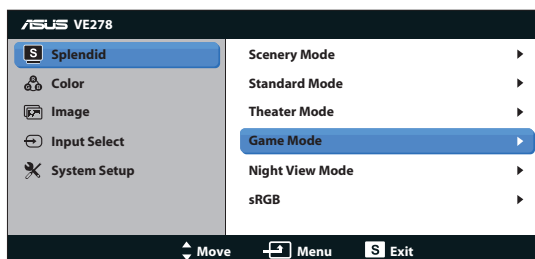 ASUS VE278
S Splendid
Color
Image
Input Select
System Setup
Scenery Mode
Standard Mode
Theater Mode
Game Mode
Night View Mode
sRGB
Move Menu S Exit